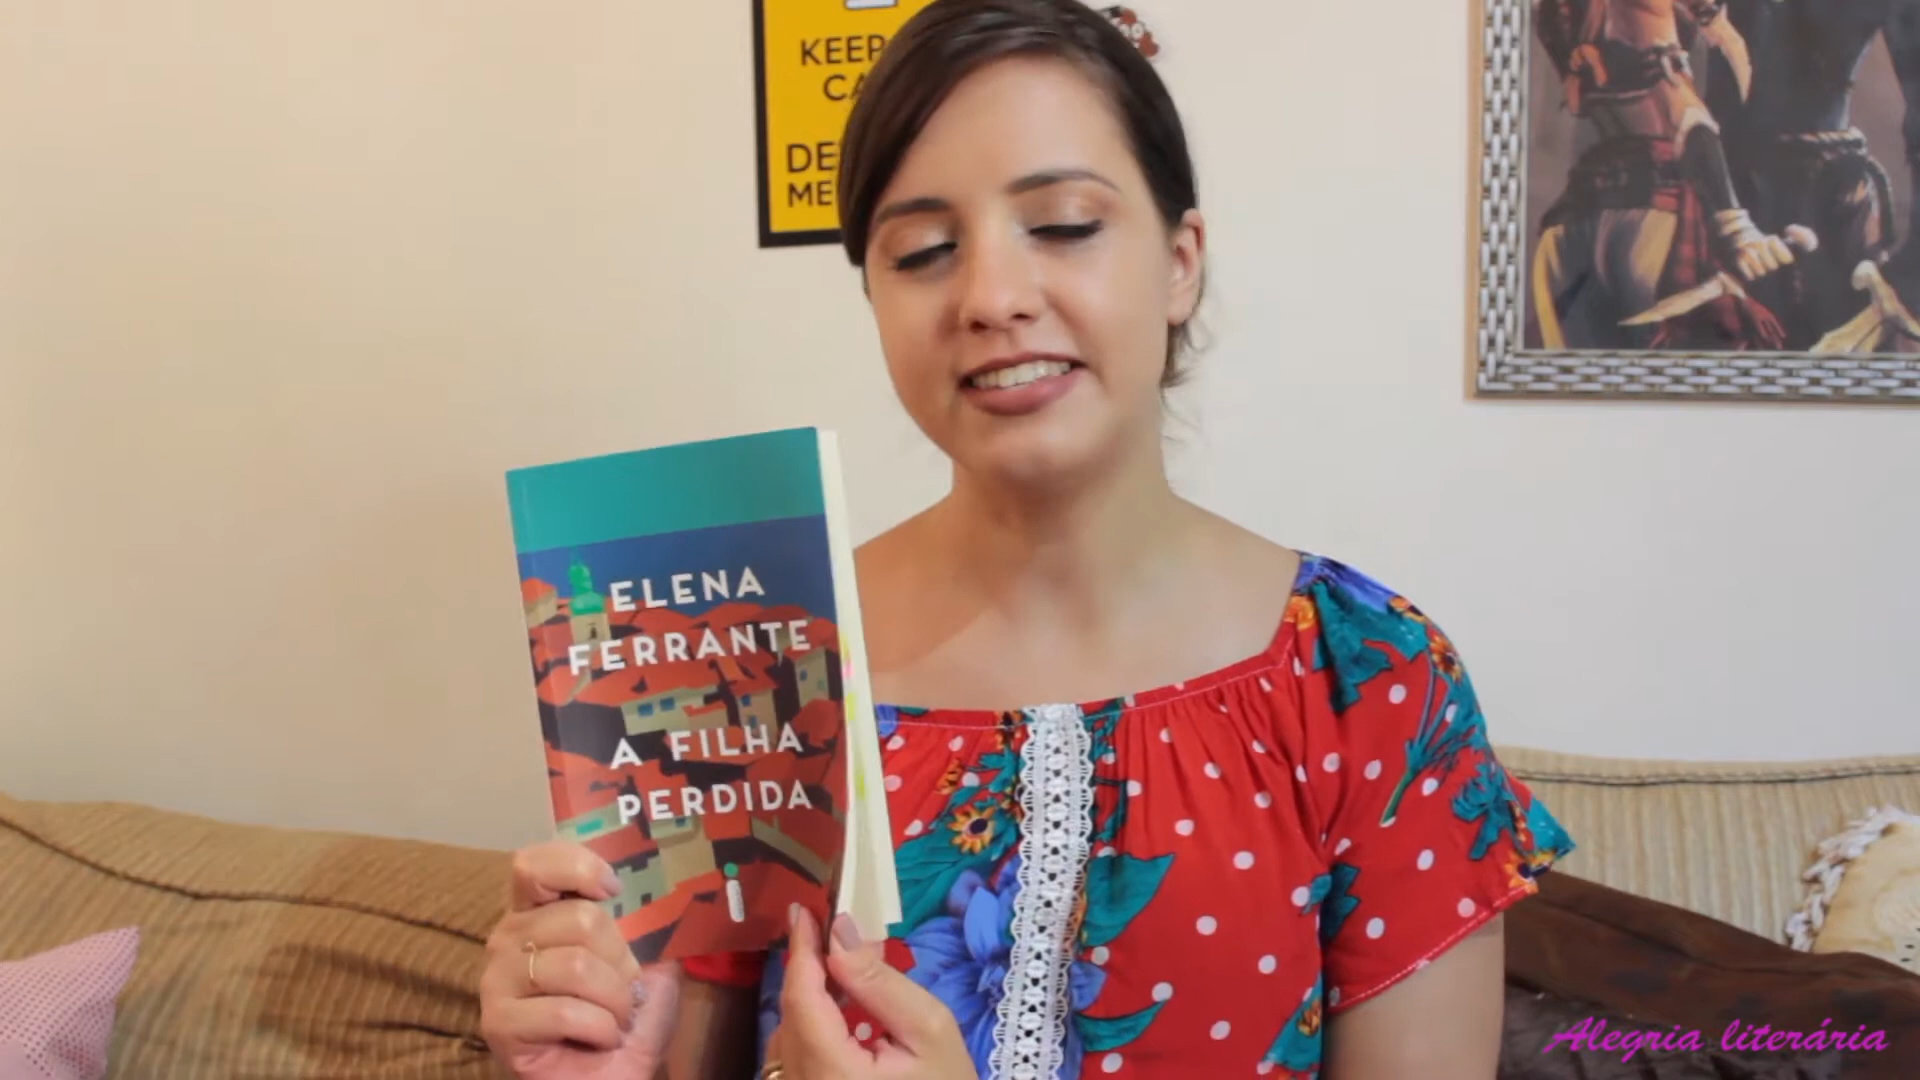 KEEP
CA
DE
ME
ELENA
FERRANTE
A FILHA
PERDIDA
i
Alegria literária